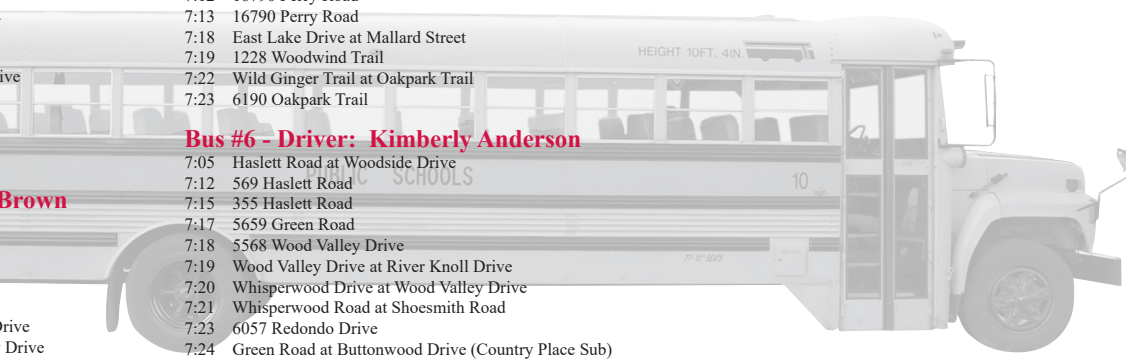 7:13 16790 Perry Road
7:18 East Lake Drive at Mallard Street
7:19 1228 Woodwind Trail
7:22 Wild Ginger Trail at Oakpark Trail
7:23 6190 Oakpark Trail
Bus #6 - Driver: Kimberly Anderson
7:05 Haslett Road at Woodside Drive
7:12 569 Haslett Road
7:15 355 Haslett Road
7:17 5659 Green Road
7:18 5568 Wood Valley Drive
7:19 Wood Valley Drive at River Knoll Drive
7:20 Whisperwood Drive at Wood Valley Drive
7:21 Whisperwood Road at Shoesmith Road
7:23 6057 Redondo Drive
7:24 Green Road at Buttonwood Drive (Country Place Sub)
Brown
Drive
Drive
HEIGHT 10FT. 4IN.
PUBLIC SCHOOLS
10